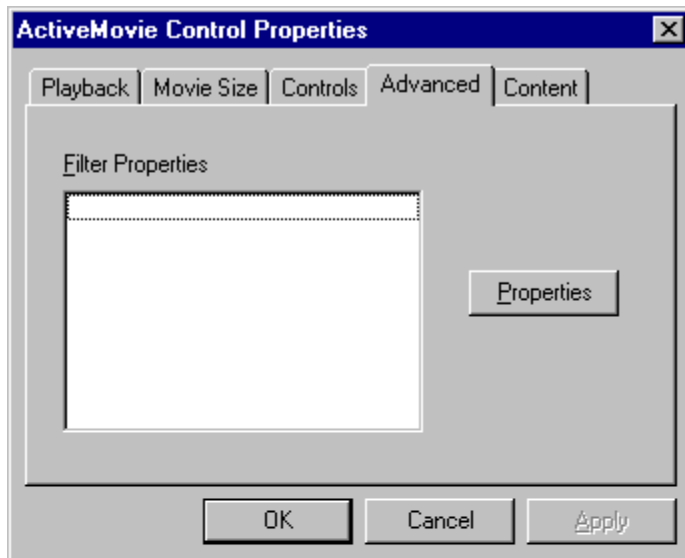 ActiveMovie Control Properties
Playback Movie Size Controls Advanced Content
Filter Properties
Properties
OK Cancel Apply